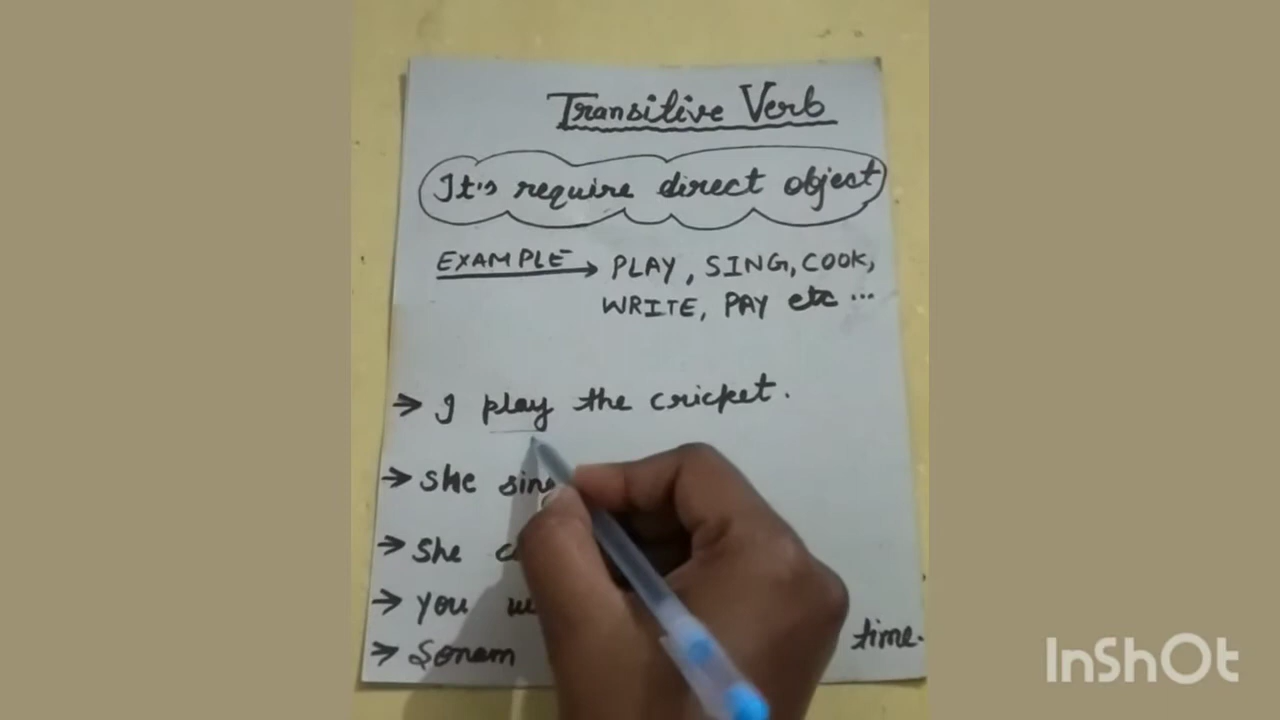 Transitive Verb
It's require direct object
EXAMPLE → PLAY, SING, COOK,
WRITE, PAY etc ...
→ I play the cricket.
→ She
→ She
→ You
time.
→ Sonam
InShOt